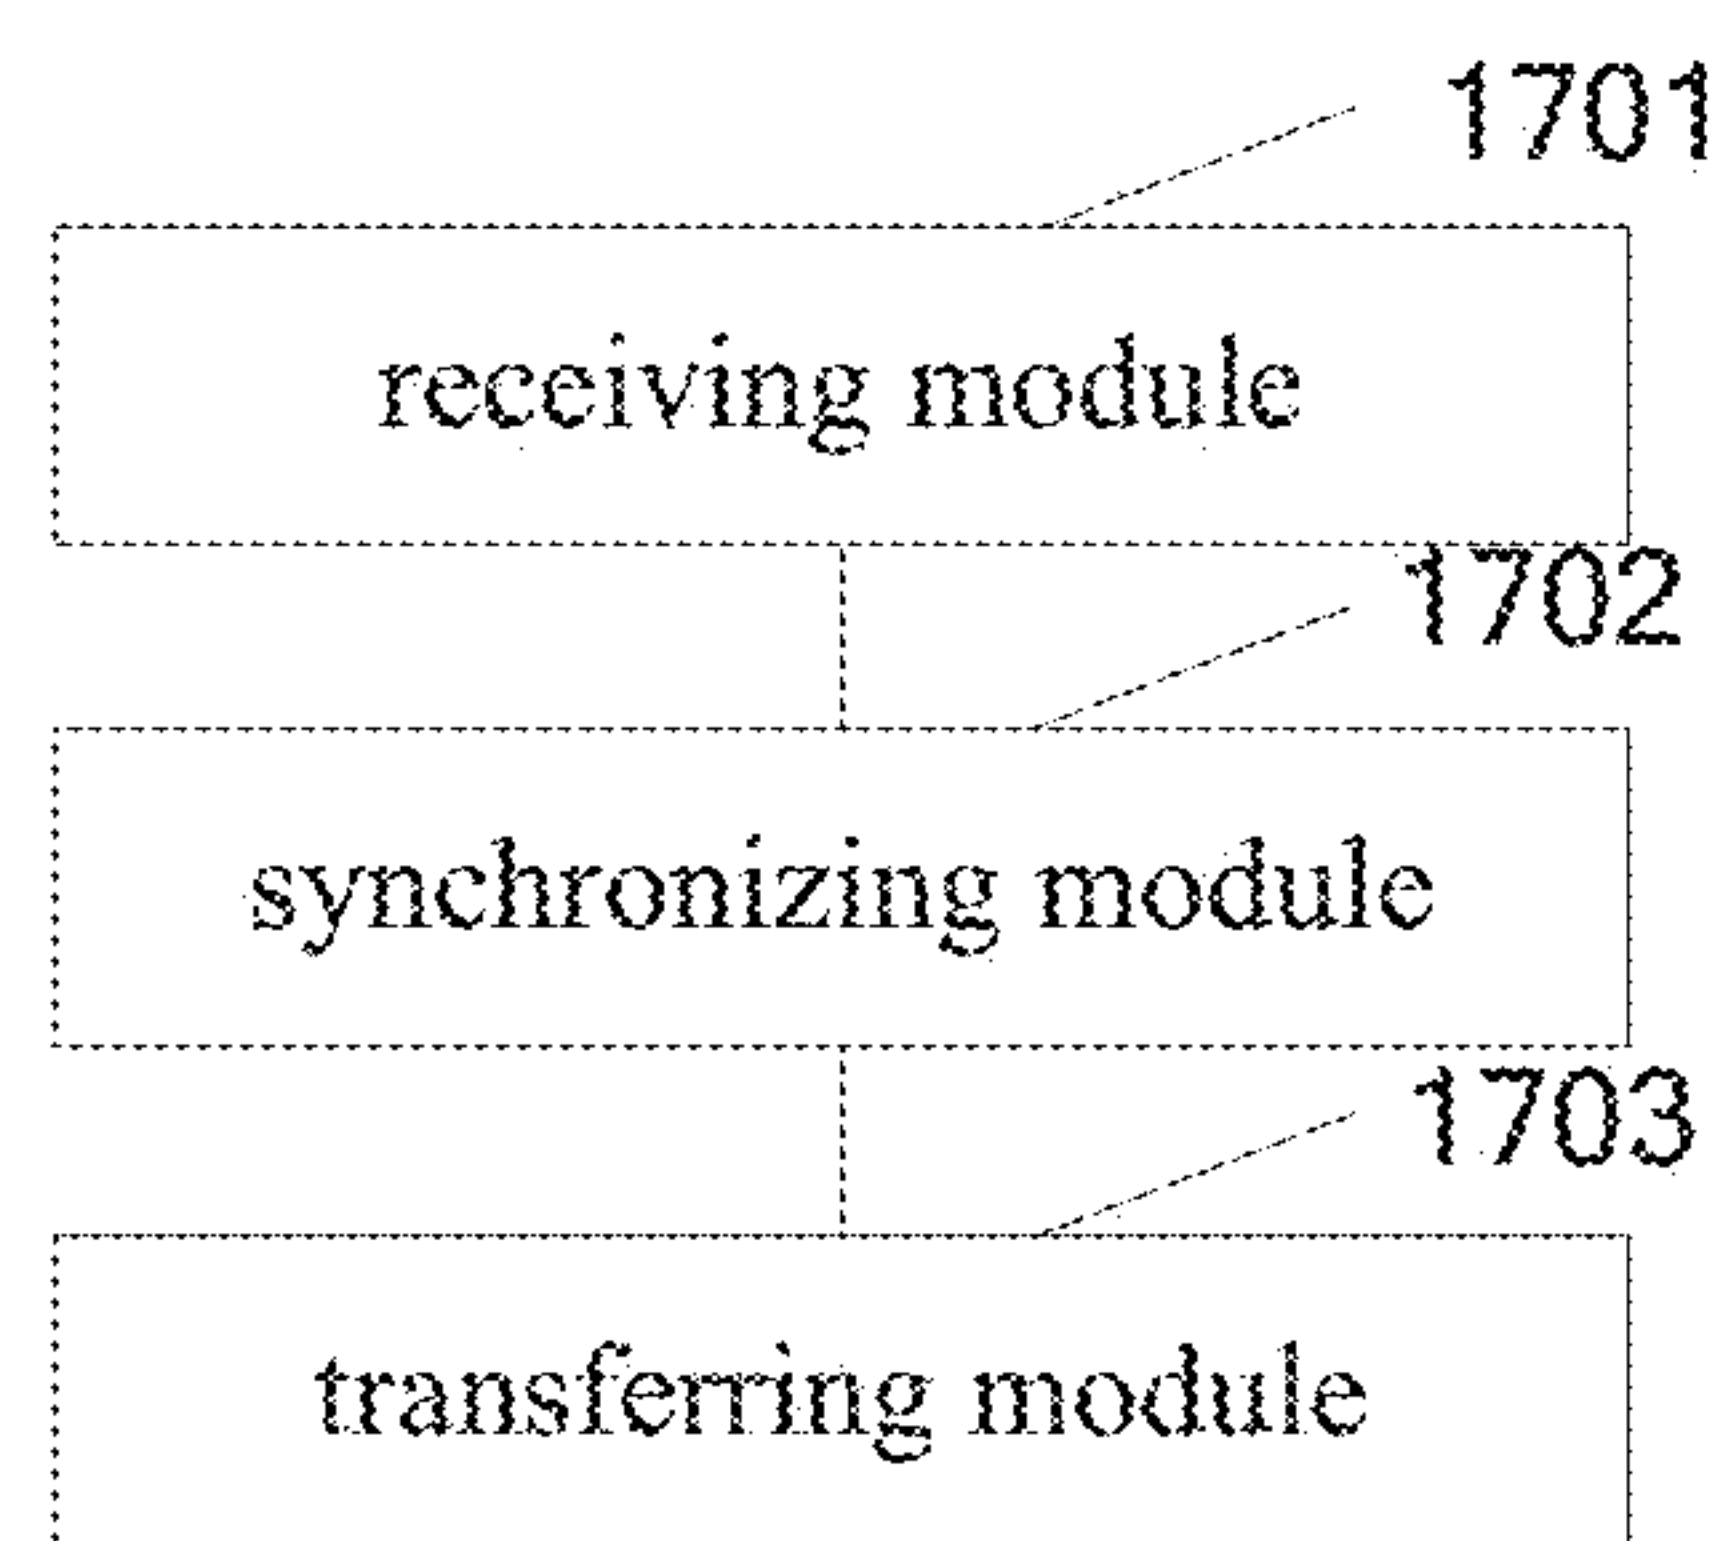 1701
receiving module
1702
synchronizing module
1703
transferring module